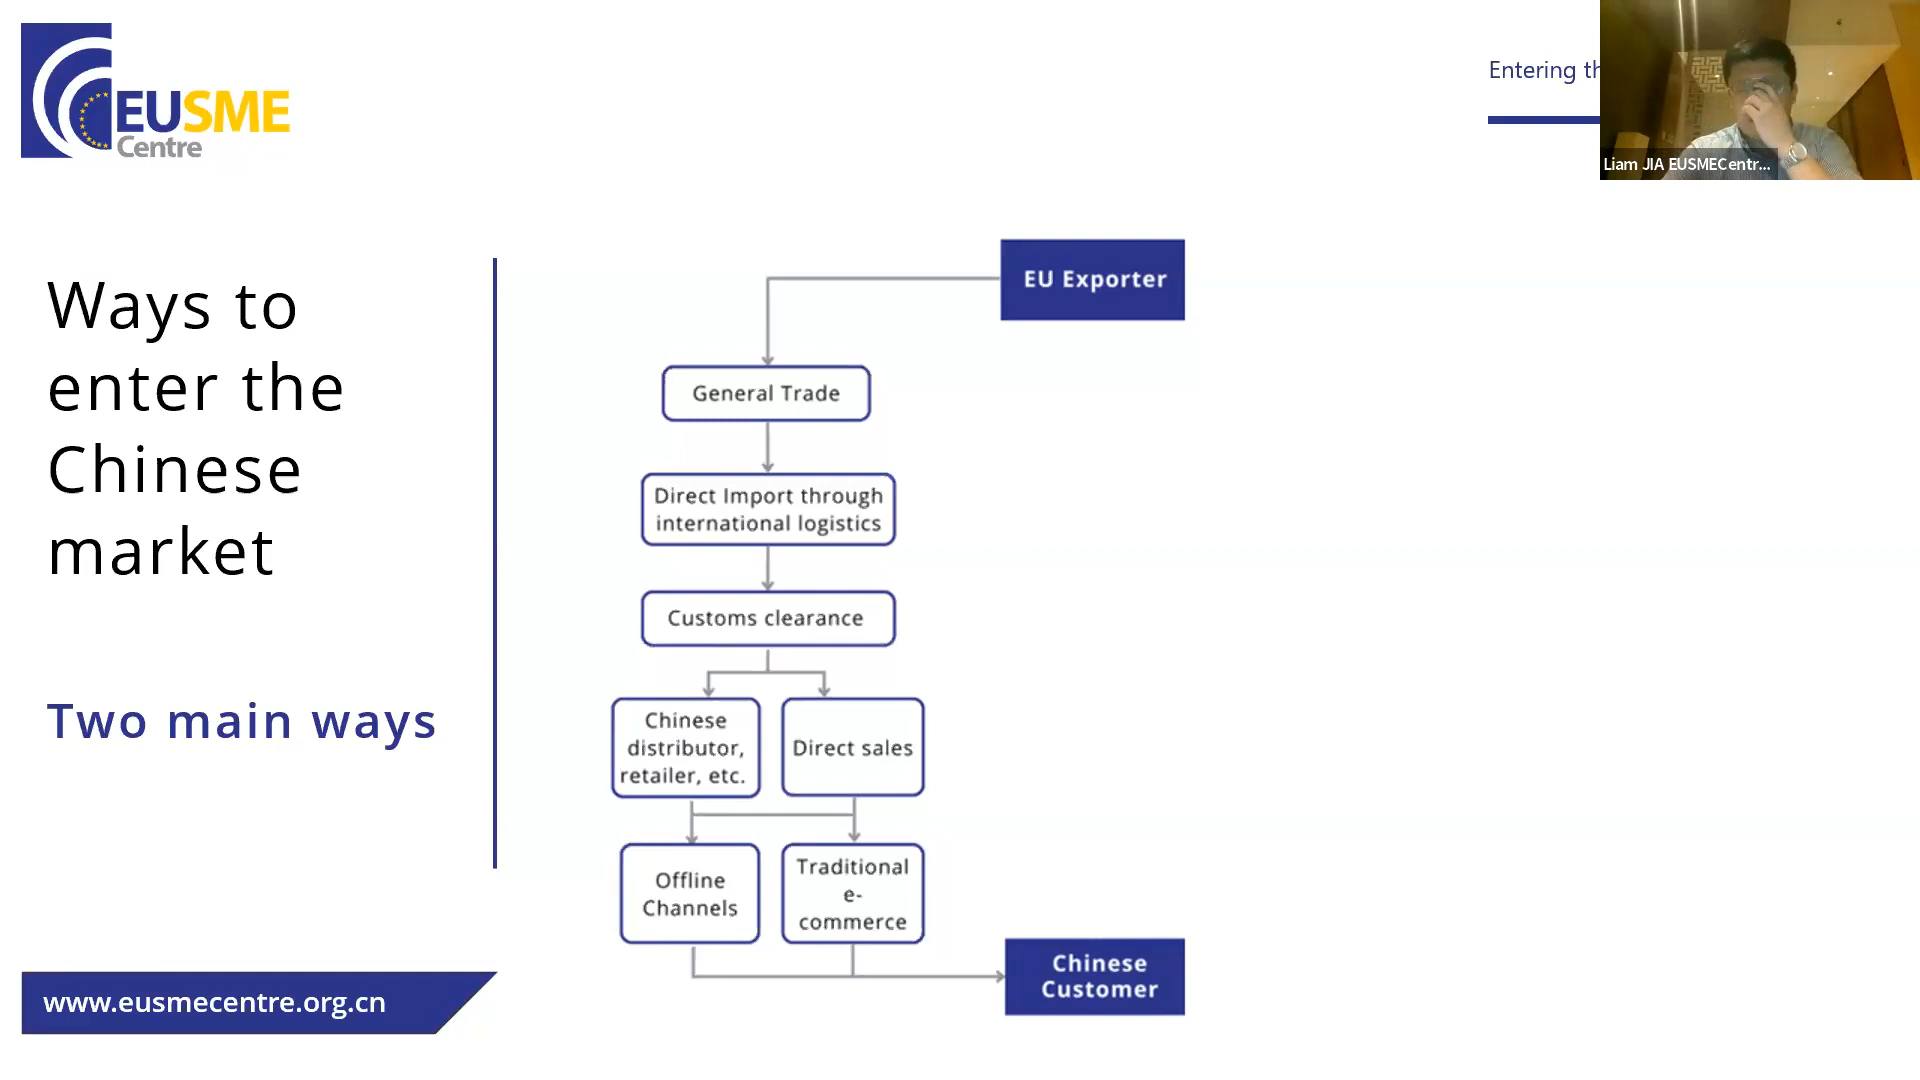 EUSME
Centre
Entering th
Liam JIA EUSMECentr...
Ways to
enter the
Chinese
market
Two main ways
EU Exporter
General Trade
Direct Import through
international logistics
Customs clearance
Chinese
distributor,
retailer, etc.
Direct sales
Offline
Channels
Traditional
e-
commerce
Chinese
Customer
www.eusmecentre.org.cn